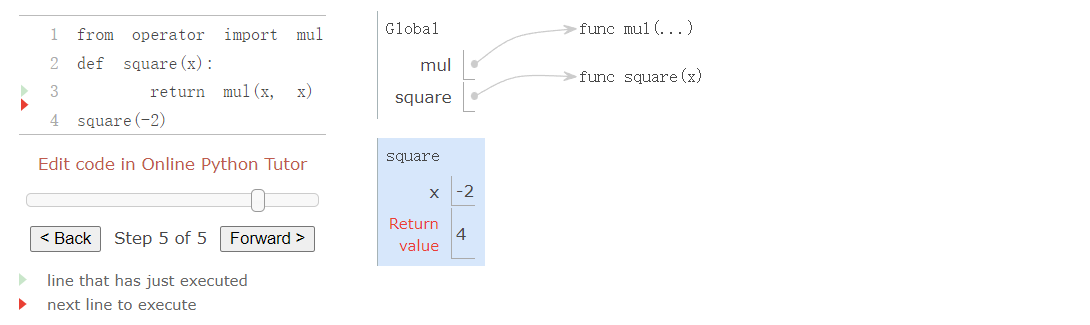 1 from operator import mul
2 def square(x):
3 return mul(x, x)
4 square(-2)
Edit code in Online Python Tutor
< Back Step 5 of 5 Forward >
line that has just executed
next line to execute
Global
mul
square
func mul(...)
func square(x)
square
x -2
Return
value 4